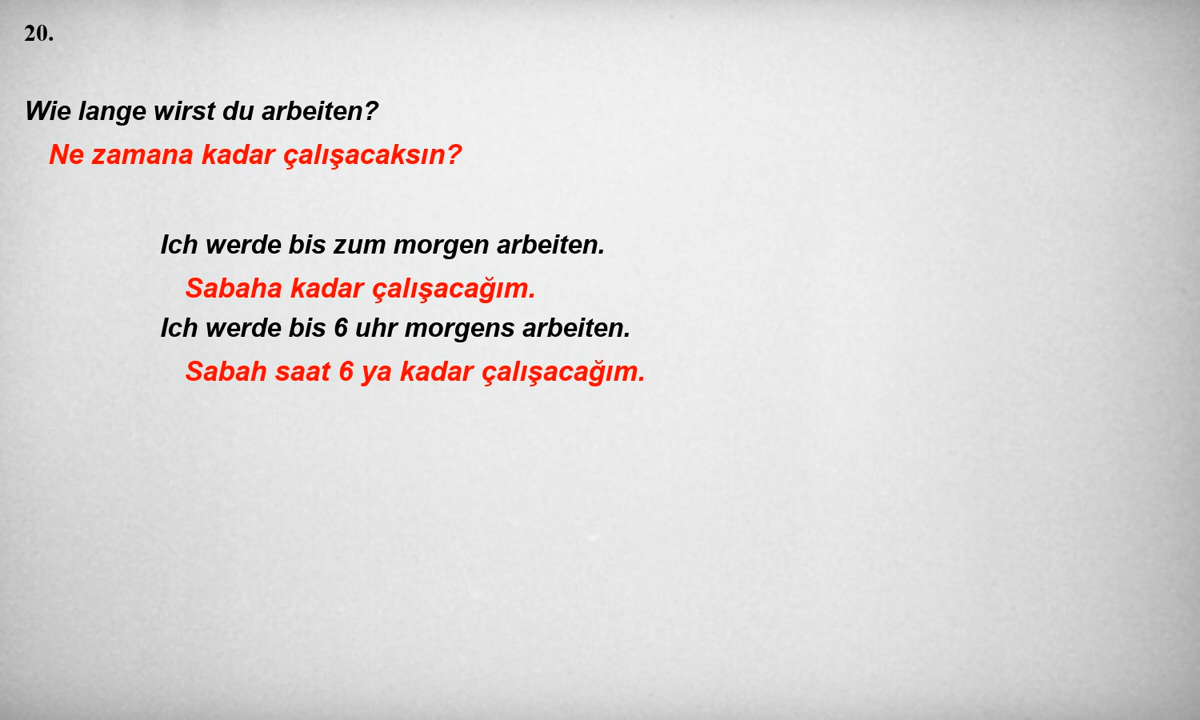 20.
Wie lange wirst du arbeiten?
Ne zamana kadar çalışacaksın?
Ich werde bis zum morgen arbeiten.
Sabaha kadar çalışacağım.
Ich werde bis 6 uhr morgens arbeiten.
Sabah saat 6 ya kadar çalışacağım.